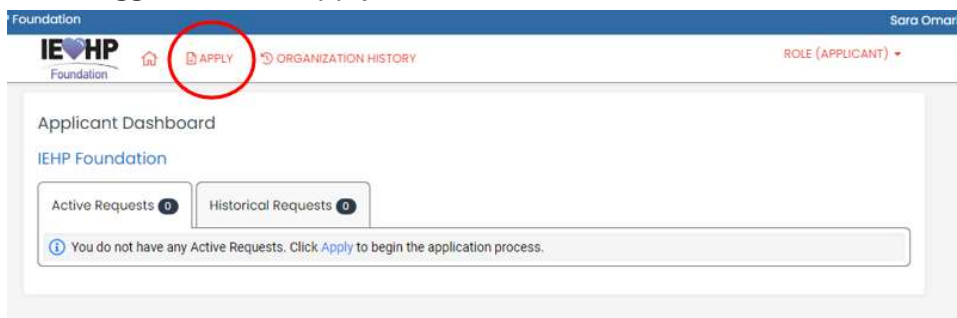 Foundation Sara Omar
IEHP APPLY ORGANIZATION HISTORY ROLE (APPLICANT)
Foundation
Applicant Dashboard
IEHP Foundation
Active Requests 0 Historical Requests 0
You do not have any Active Requests. Click Apply to begin the application process.